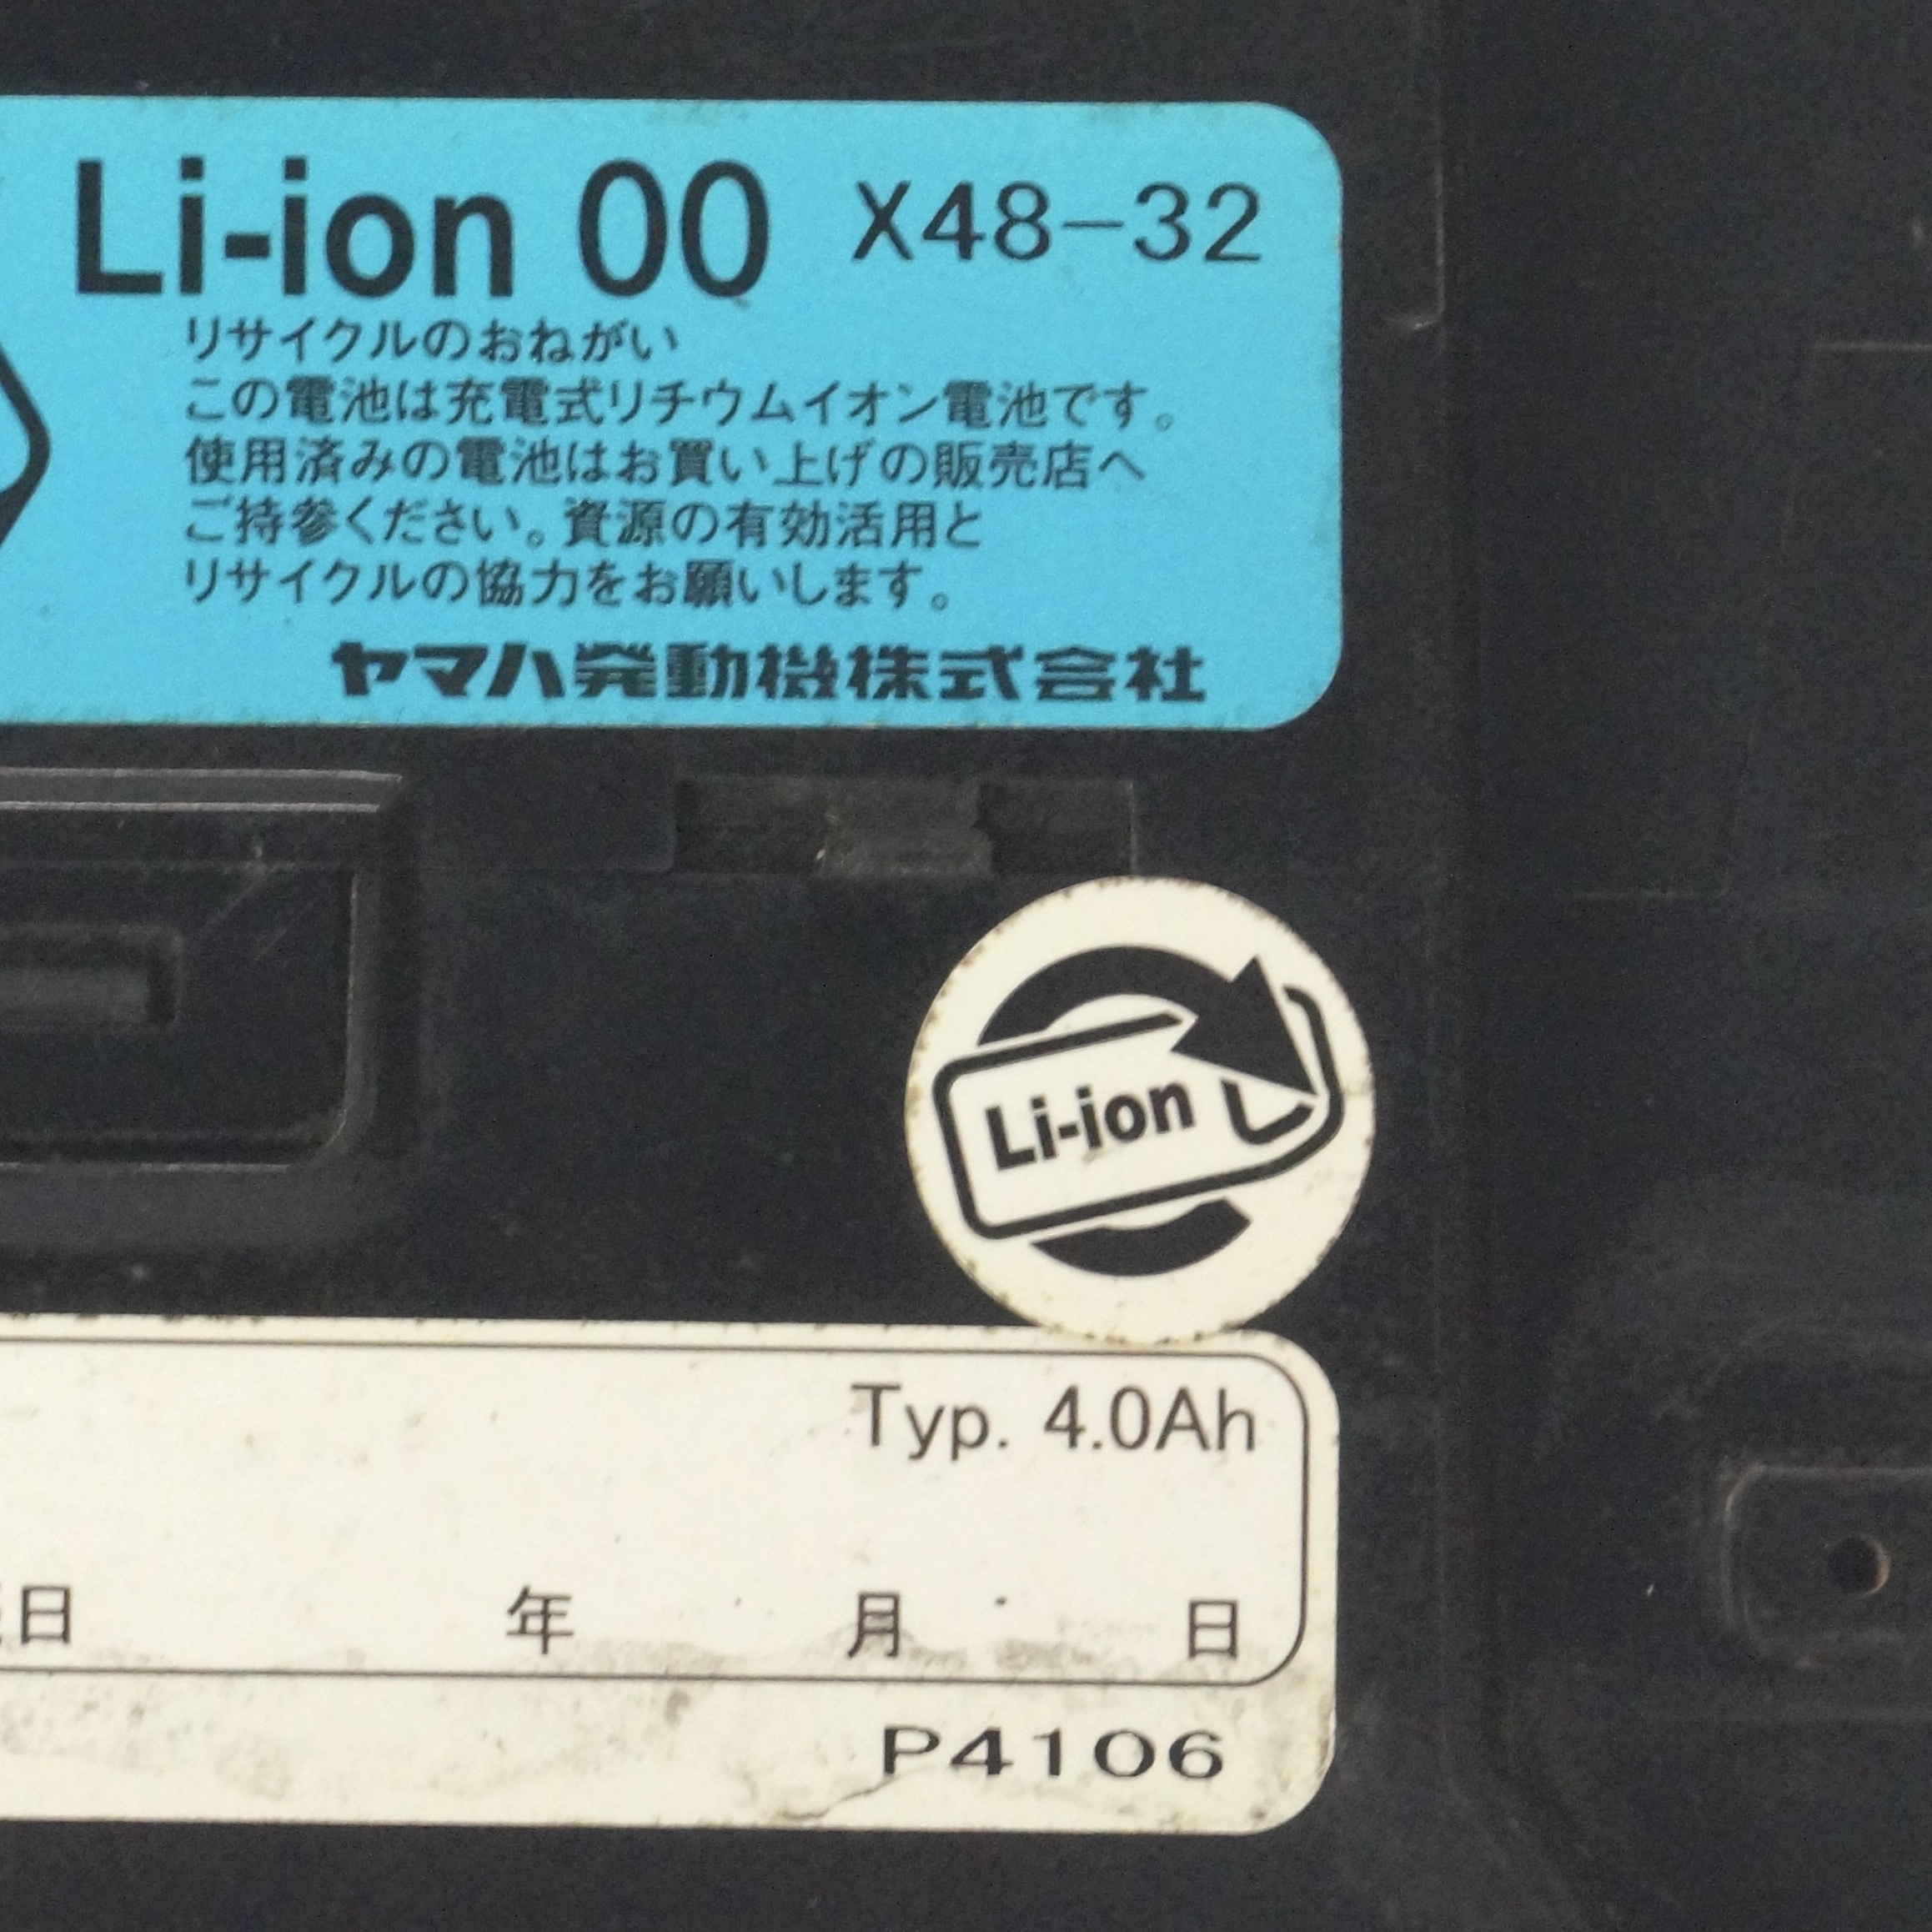 Li-ion 00 X48-32
リサイクルのおねがい
この電池は充電式リチウムイオン電池です。
使用済みの電池はお買い上げの販売店へ
ご持参ください。資源の有効活用と
リサイクルの協力をお願いします。
ヤマハ発動機株式会社
Li-ion
Typ. 4.0Ah
日 年 月 日
P4106